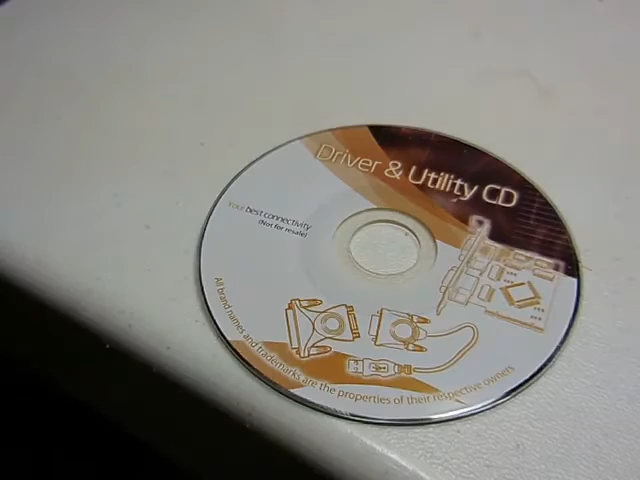 Driver & Utility CD
Your best connectivity
(Not for resale)
All brand names and trademarks are the properties of their respective owners